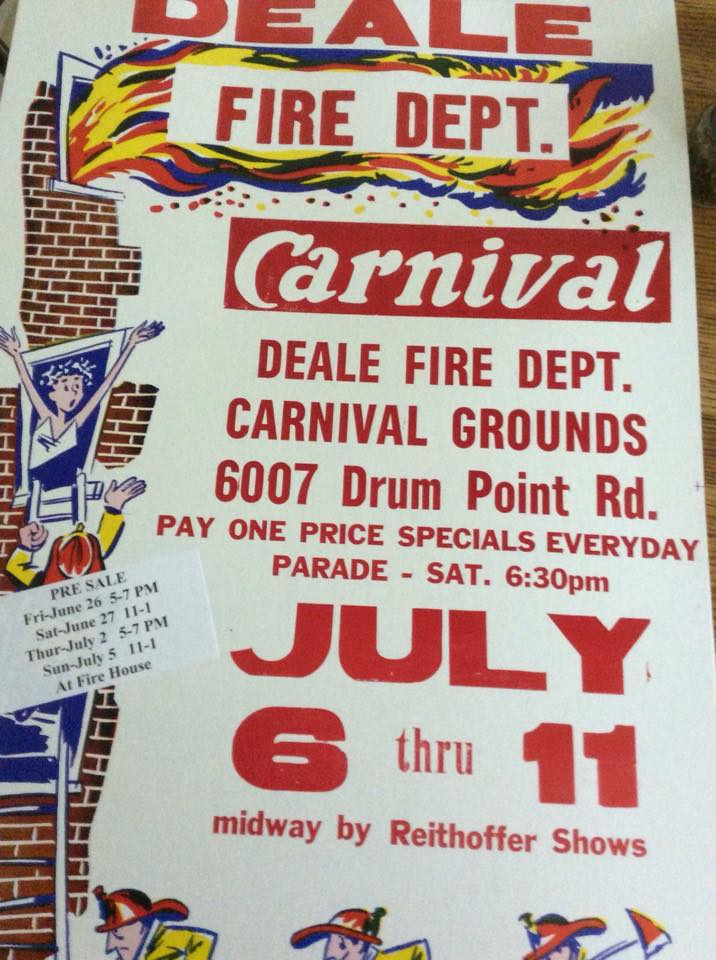 DEALE
FIRE DEPT.
Carnival
DEALE FIRE DEPT.
CARNIVAL GROUNDS
6007 Drum Point Rd.
PAY ONE PRICE SPECIALS EVERYDAY
PARADE - SAT. 6:30pm
PRE SALE
Fri-June 26 5-7 PM
Sat-June 27 11-1
Thur-July 2 5-7 PM
Sun-July 5 11-1
At Fire House
JULY
6 thru 11
midway by Reithoffer Shows